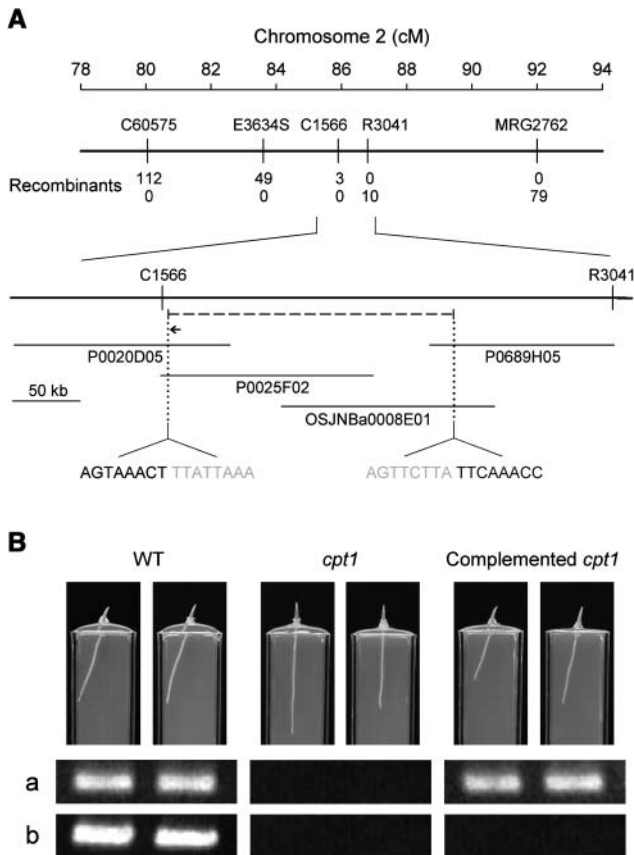 A
Chromosome 2 (cM)
78 80 82 84 86 88 90 92 94
C60575 E3634S C1566 R3041 MRG2762
Recombinants 112 49 3 0 0
0 0 0 10 79
C1566 R3041
P0020D05 P0689H05
50 kb P0025F02
OSJNBa0008E01
AGTAAACT TTATTAAA AGTTCTTA TTCAAACC
B
WT cpt1 Complemented cpt1
a
b